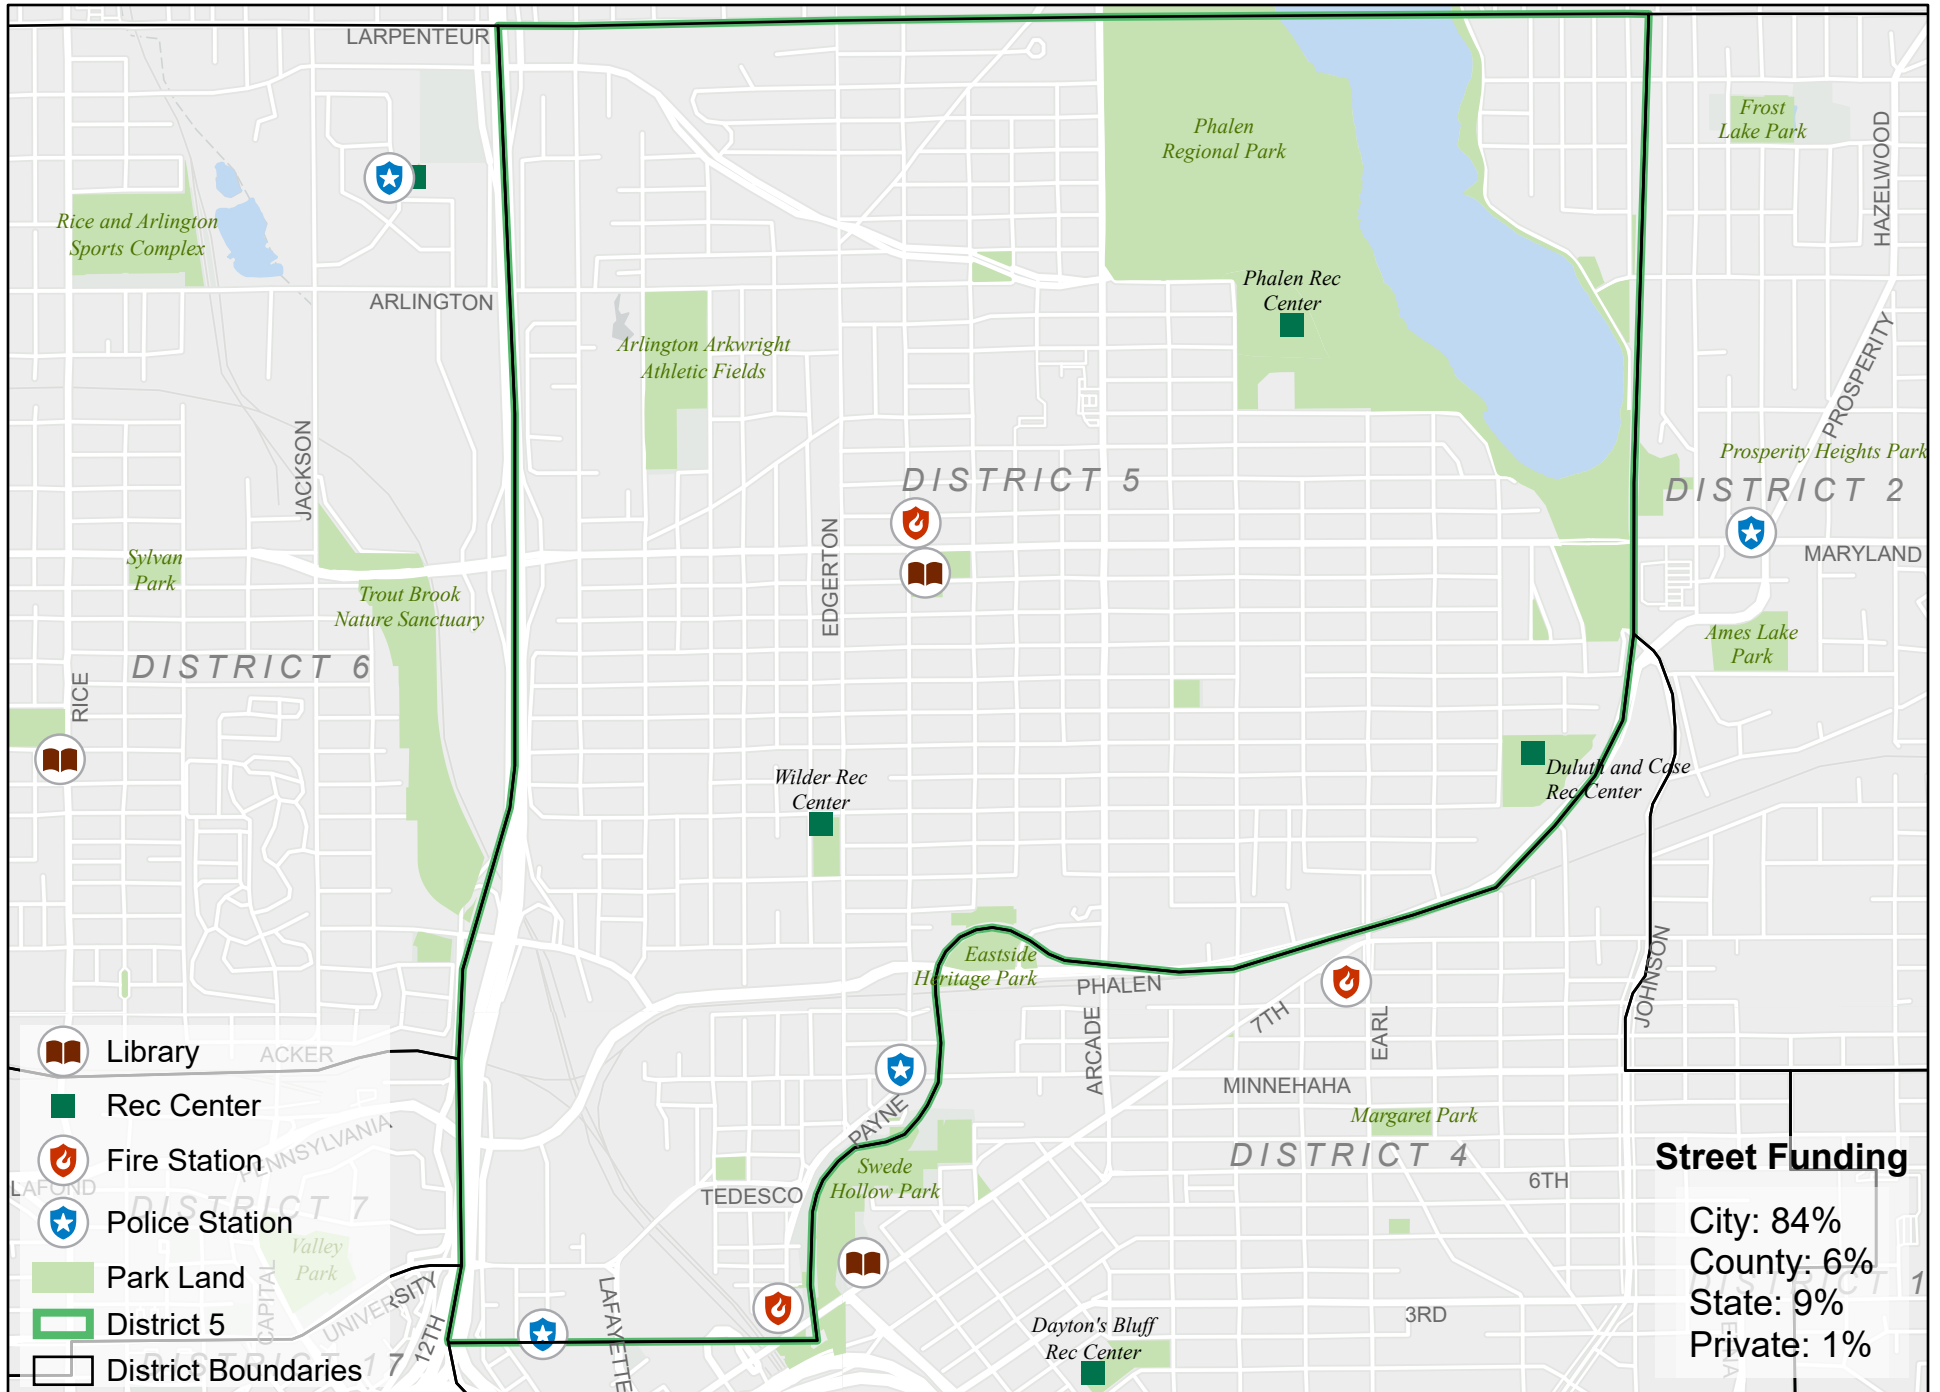 LARPENTEUR
Phalen
Regional Park
Frost
Lake Park
HAZELWOOD
Rice and Arlington
Sports Complex
ARLINGTON
Phalen Rec
Center
Arlington Arkwright
Athletic Fields
PROSPERITY
JACKSON
Prosperity Heights Park
DISTRICT 5
DISTRICT 2
EDGERTON
MARYLAND
Sylvan
Park
Trout Brook
Nature Sanctuary
Ames Lake
Park
DISTRICT 6
RICE
Wilder Rec
Center
Duluth and Case
Rec Center
Eastside
Heritage Park
PHALEN
JOHNSON
7TH
ARCADE
EARL
MINNEHAHA
PAYNE
Margaret Park
DISTRICT 4
6TH
Swede
Hollow Park
TEDESCO
LAFAYETTE
3RD
Dayton's Bluff
Rec Center
Library
ACKER
Rec Center
PENNSYLVANIA
Fire Station
LAFOND
DISTRICT 7
Police Station
Valley
Park
Park Land
CAPITAL
UNIVERSITY
12TH
District 5
DISTRICT 17
District Boundaries
Street Funding
City: 84%
County: 6%
DISTRICT 1
State: 9%
Private: 1%